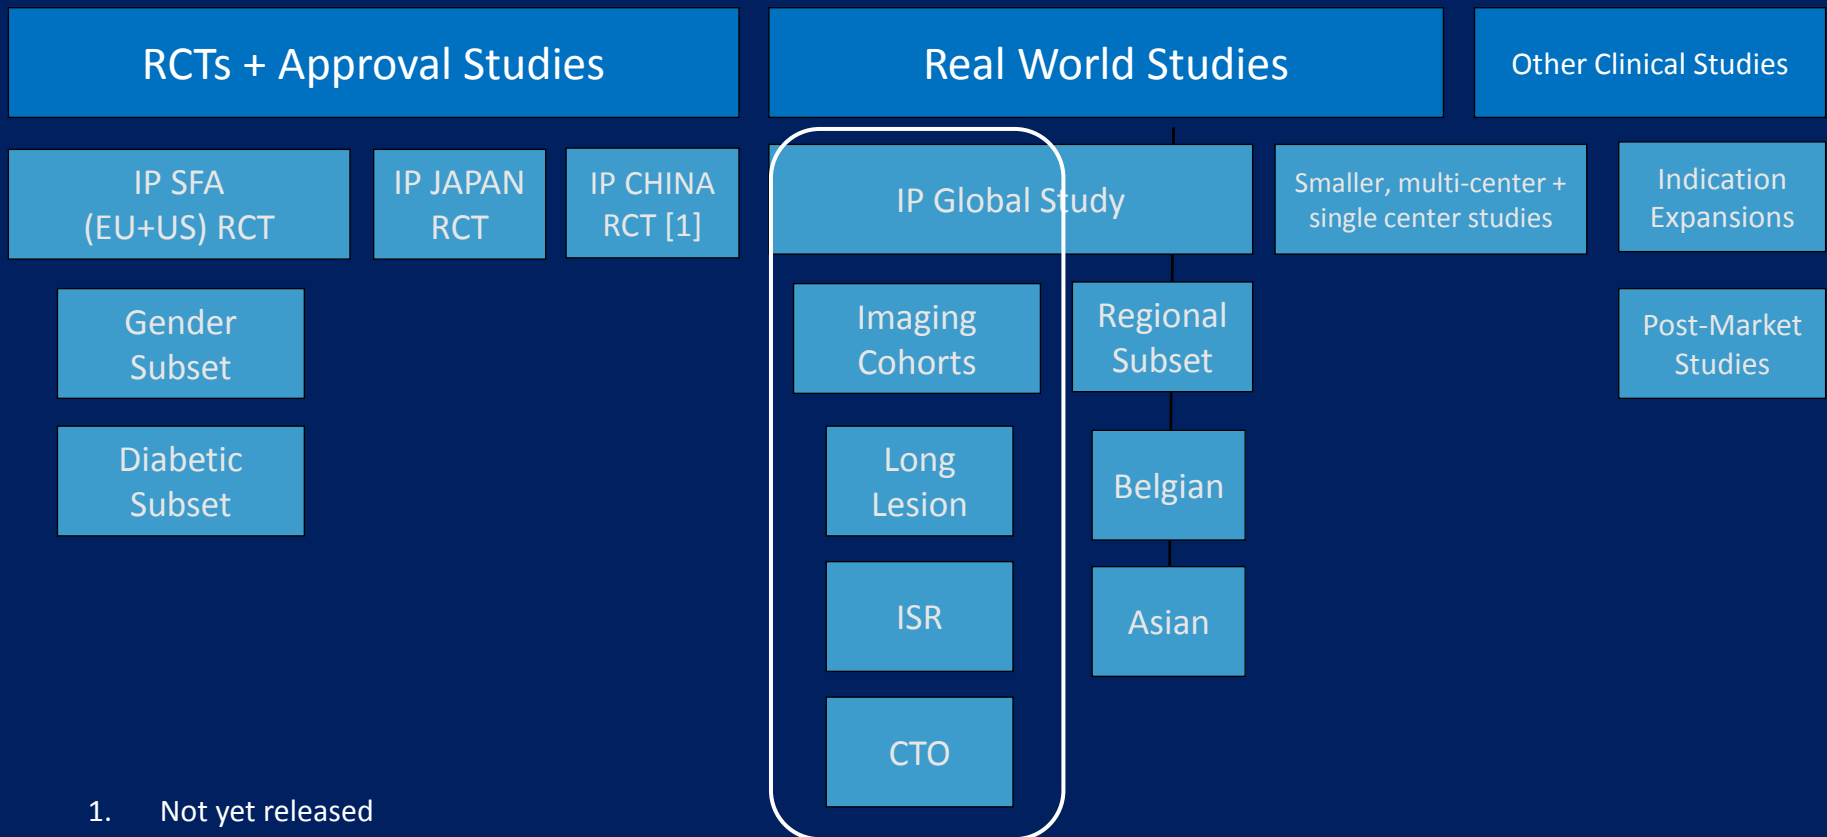 RCTs + Approval Studies
Real World Studies
Other Clinical Studies
IP SFA
(EU+US) RCT
IP JAPAN
RCT
IP CHINA
RCT [1]
IP Global Study
Smaller, multi-center +
single center studies
Indication
Expansions
Gender
Subset
Imaging
Cohorts
Regional
Subset
Post-Market
Studies
Diabetic
Subset
Long
Lesion
Belgian
ISR
Asian
CTO
1. Not yet released